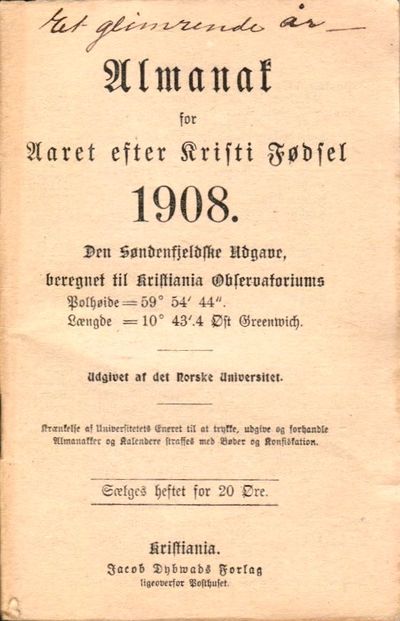 Et glimrende år —
Almanak
for
Aaret efter Kristi Fødsel
1908.
Den Søndenfjeldske Udgave,
beregnet til Kristiania Observatoriums
Polhøide = 59° 54' 44".
Længde = 10° 43'.4 Øst Greenwich.
Udgivet af det Norske Universitet.
Krænkelse af Universitetets Eneret til at trykke, udgive og forhandle
Almanakker og Kalendere straffes med Bøder og Konfiskation.
Sælges heftet for 20 Øre.
Kristiania.
Jacob Dybwads Forlag
ligeoverfor Posthuset.